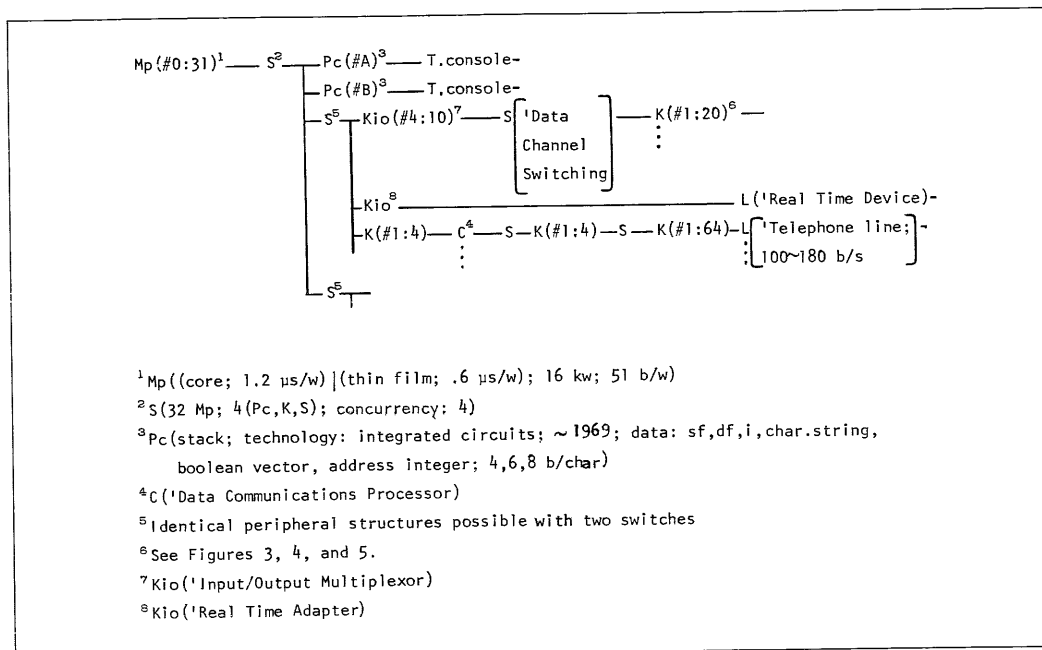 Mp(#0:31)¹ — S² — Pc(#A)³ — T.console-
Pc(#B)³ — T.console-
S⁵ — Kio(#4:10)⁷ — S['Data — K(#1:20)⁶ —
Channel
Switching]
Kio⁸ — L('Real Time Device)-
K(#1:4) — C⁴ — S — K(#1:4) — S — K(#1:64) — L['Telephone line;]-
100~180 b/s
S⁵
¹Mp((core; 1.2 µs/w)|(thin film; .6 µs/w); 16 kw; 51 b/w)
²S(32 Mp; 4(Pc,K,S); concurrency: 4)
³Pc(stack; technology: integrated circuits; ~1969; data: sf,df,i,char.string,
boolean vector, address integer; 4,6,8 b/char)
⁴C('Data Communications Processor)
⁵Identical peripheral structures possible with two switches
⁶See Figures 3, 4, and 5.
⁷Kio('Input/Output Multiplexor)
⁸Kio('Real Time Adapter)